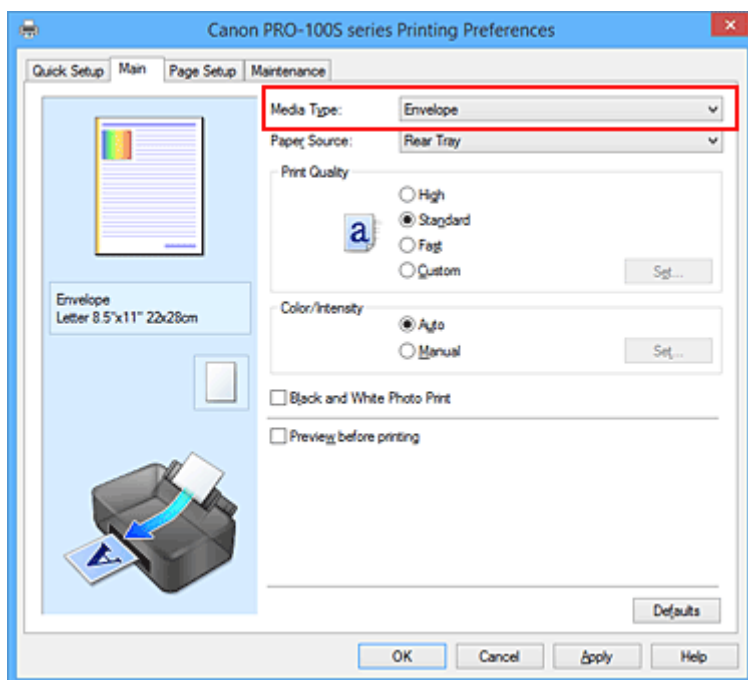 Canon PRO-100S series Printing Preferences
Quick Setup Main Page Setup Maintenance
Media Type: Envelope
Paper Source: Rear Tray
Print Quality
High
Standard
Fast
Custom Set...
Envelope
Letter 8.5"x11" 22x28cm
Color/Intensity
Auto
Manual Set...
Black and White Photo Print
Preview before printing
Defaults
OK Cancel Apply Help